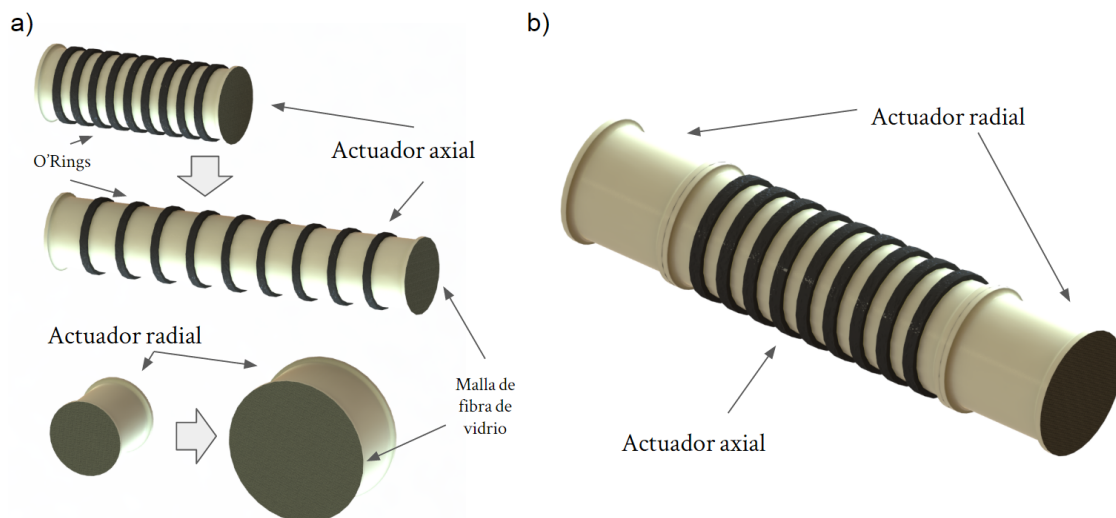 a)
b)
Actuador axial
O'Rings
Actuador radial
Malla de
fibra de
vidrio
Actuador radial
Actuador axial